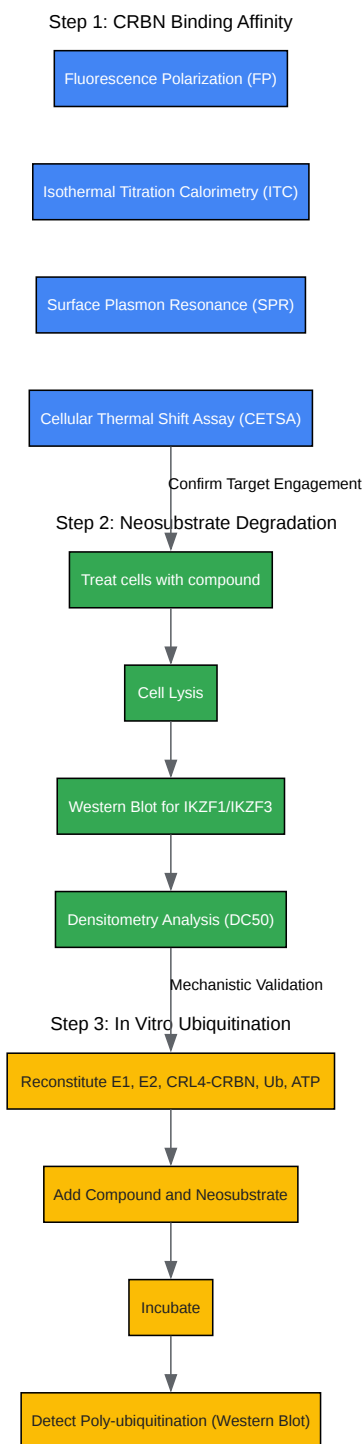 Step 1: CRBN Binding Affinity
Fluorescence Polarization (FP)
Isothermal Titration Calorimetry (ITC)
Surface Plasmon Resonance (SPR)
Cellular Thermal Shift Assay (CETSA)
Confirm Target Engagement
Step 2: Neosubstrate Degradation
Treat cells with compound
Cell Lysis
Western Blot for IKZF1/IKZF3
Densitometry Analysis (DC50)
Mechanistic Validation
Step 3: In Vitro Ubiquitination
Reconstitute E1, E2, CRL4-CRBN, Ub, ATP
Add Compound and Neosubstrate
Incubate
Detect Poly-ubiquitination (Western Blot)